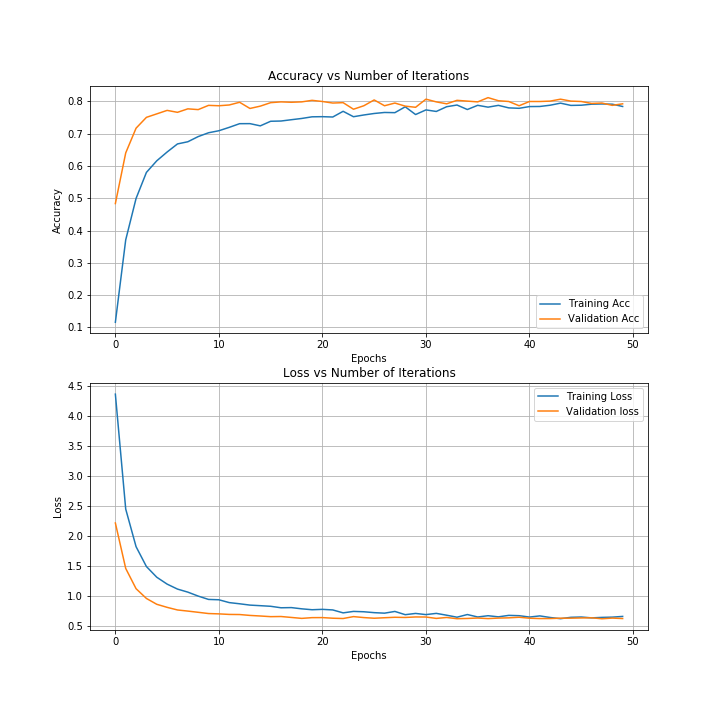 Accuracy vs Number of Iterations
0.8
0.7
0.6
0.5
0.4
0.3
0.2
0.1
Accuracy
Training Acc
Validation Acc
0 10 20 30 40 50
Epochs
Loss vs Number of Iterations
4.5
4.0
3.5
3.0
2.5
2.0
1.5
1.0
0.5
Loss
Training Loss
Validation loss
0 10 20 30 40 50
Epochs